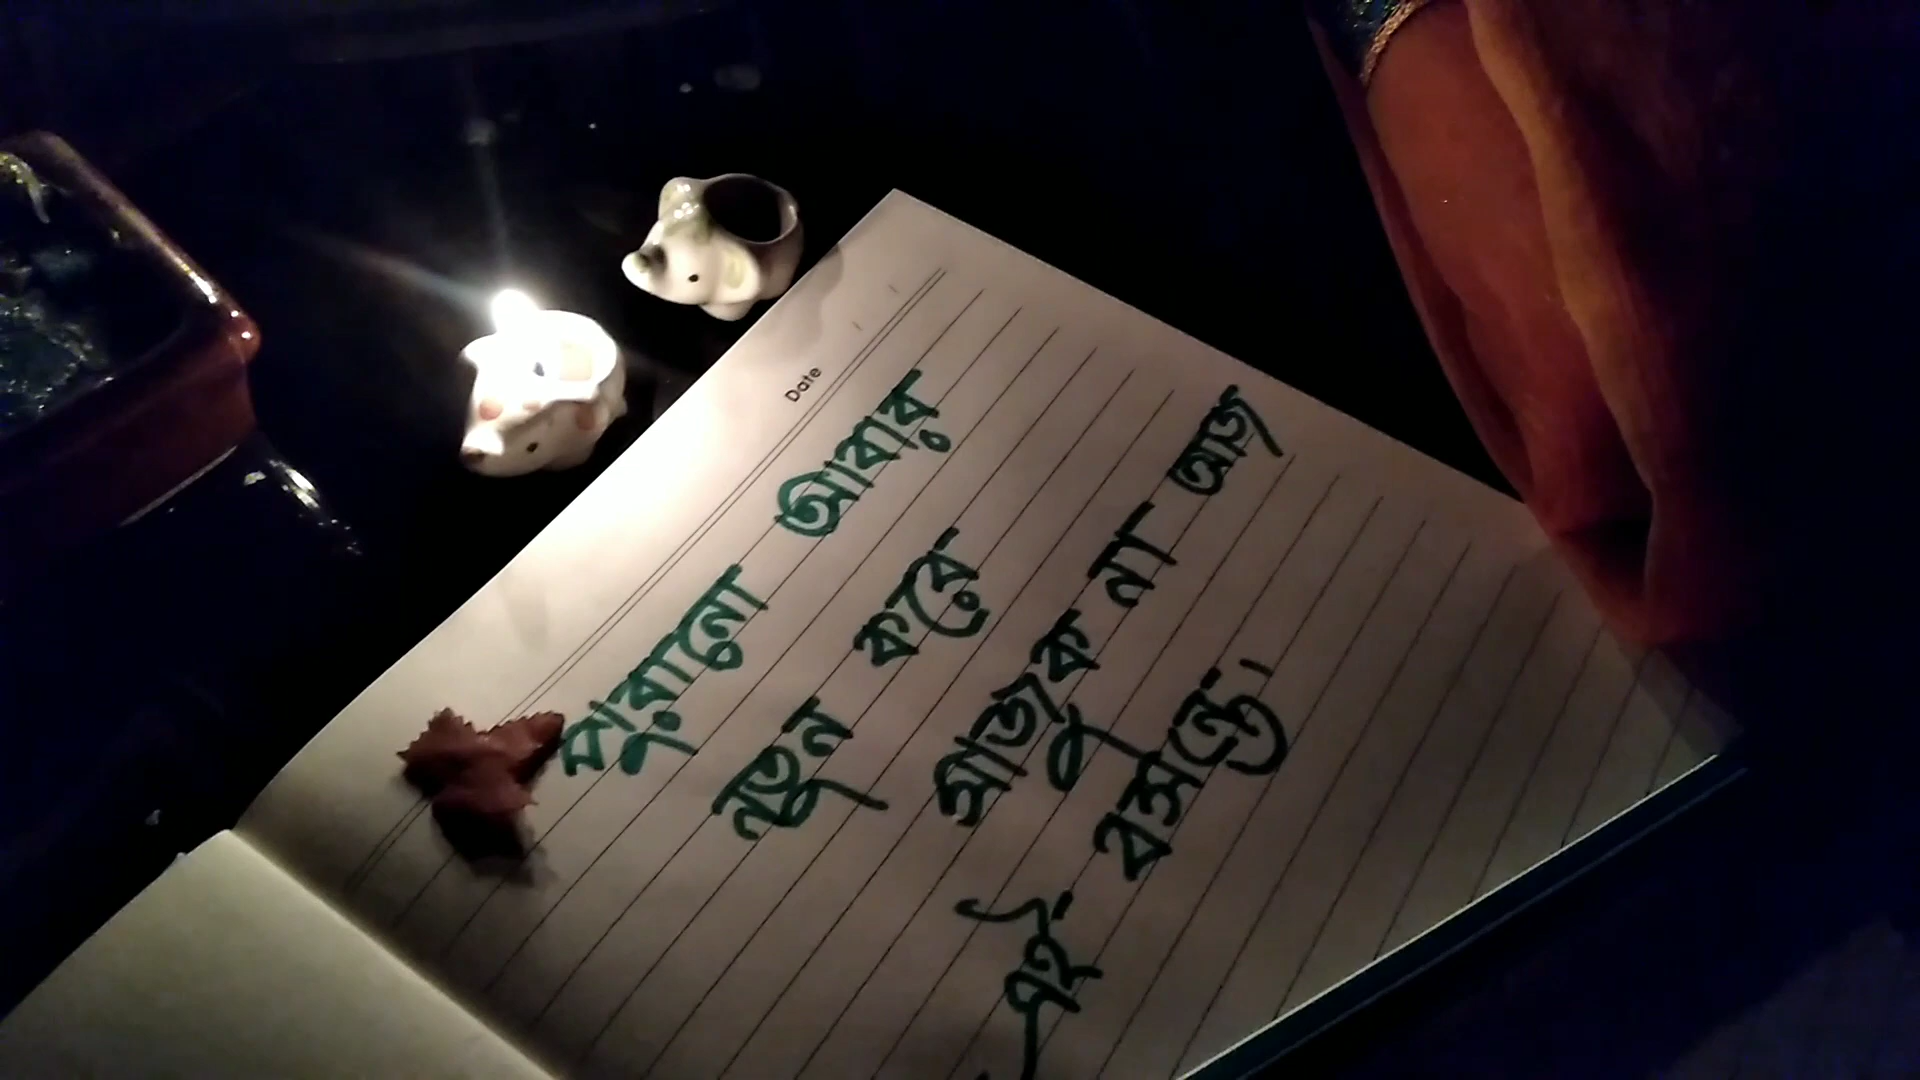 Date
পুরানো আবার
নতুন করে
সাজুক না আজ
এই বসন্তে।